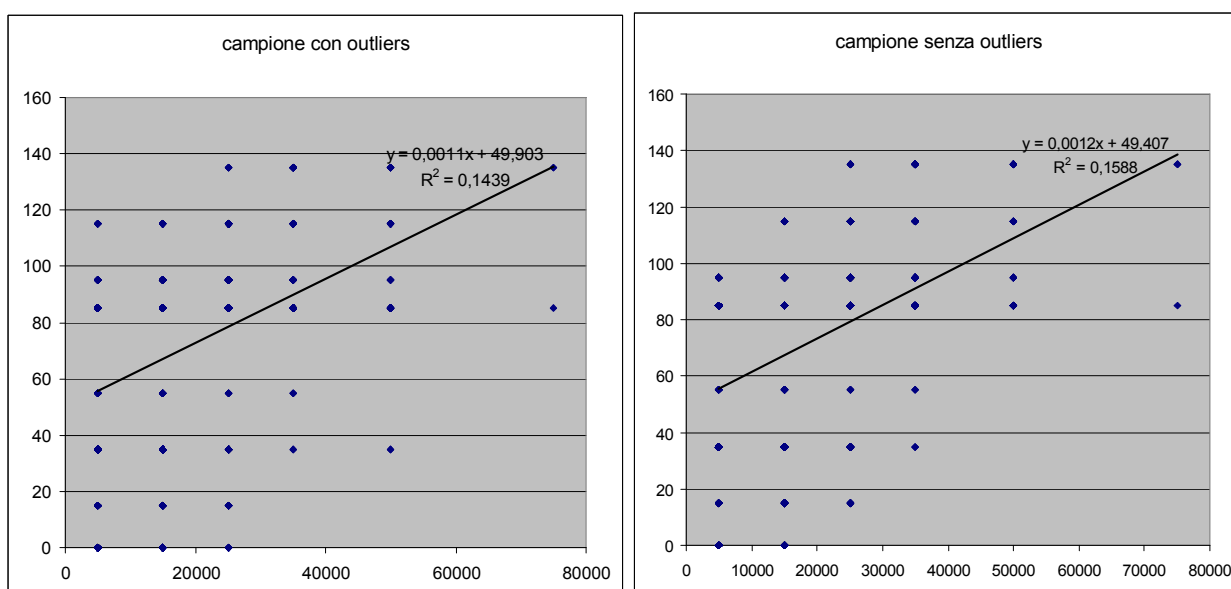 campione con outliers
160
140
120
100
80
60
40
20
0
y = 0,0011x + 49,903
R² = 0,1439
0 20000 40000 60000 80000
campione senza outliers
160
140
120
100
80
60
40
20
0
y = 0,0012x + 49,407
R² = 0,1588
0 10000 20000 30000 40000 50000 60000 70000 80000